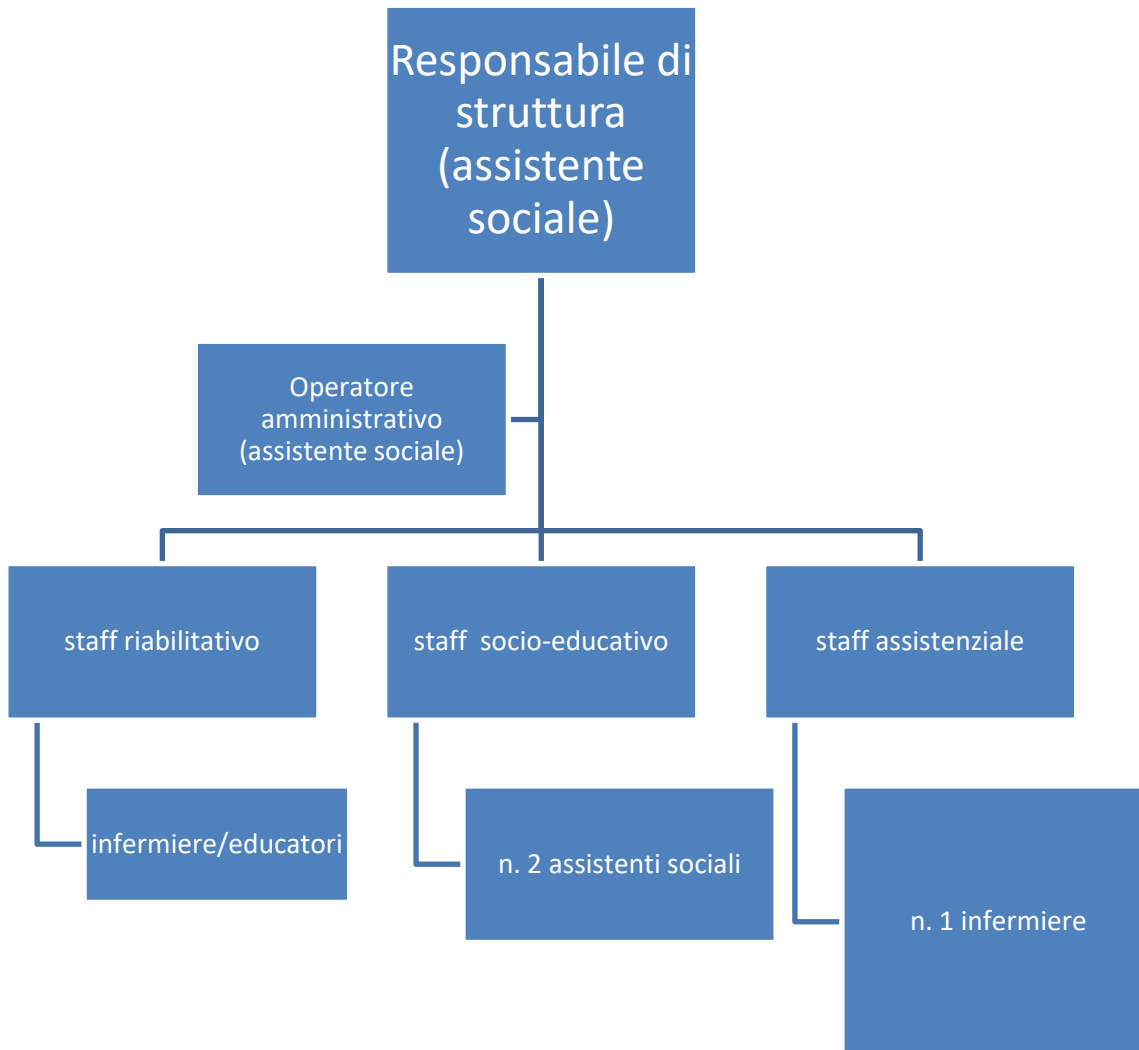 Responsabile di
struttura
(assistente
sociale)
Operatore
amministrativo
(assistente sociale)
staff riabilitativo
staff  socio-educativo
staff assistenziale
infermiere/educatori
n. 2 assistenti sociali
n. 1 infermiere